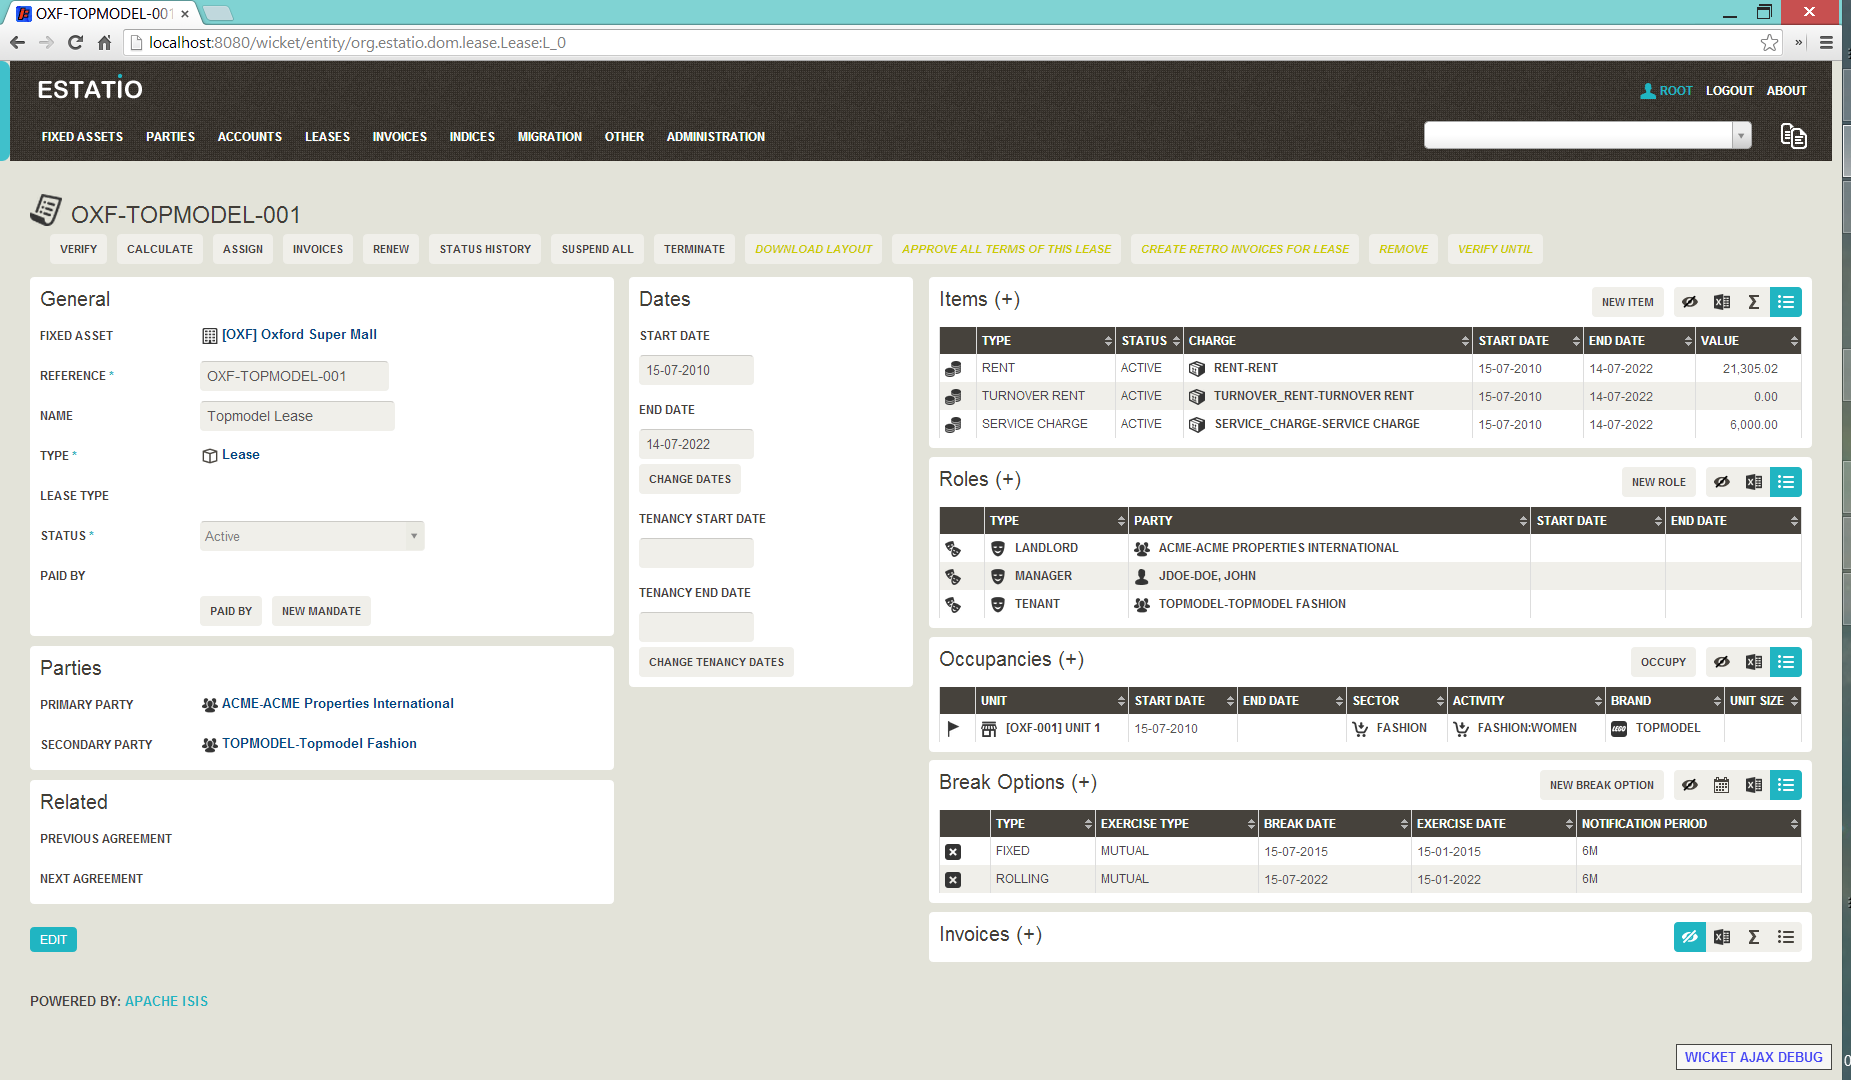 OXF-TOPMODEL-001
localhost:8080/wicket/entity/org.estatio.dom.lease.Lease:L_0
ESTATIO
ROOT LOGOUT ABOUT
FIXED ASSETS PARTIES ACCOUNTS LEASES INVOICES INDICES MIGRATION OTHER ADMINISTRATION
OXF-TOPMODEL-001
VERIFY CALCULATE ASSIGN INVOICES RENEW STATUS HISTORY SUSPEND ALL TERMINATE DOWNLOAD LAYOUT APPROVE ALL TERMS OF THIS LEASE CREATE RETRO INVOICES FOR LEASE REMOVE VERIFY UNTIL
General
FIXED ASSET [OXF] Oxford Super Mall
REFERENCE * OXF-TOPMODEL-001
NAME Topmodel Lease
TYPE * Lease
LEASE TYPE
STATUS * Active
PAID BY
PAID BY NEW MANDATE
Parties
PRIMARY PARTY ACME-ACME Properties International
SECONDARY PARTY TOPMODEL-Topmodel Fashion
Related
PREVIOUS AGREEMENT
NEXT AGREEMENT
EDIT
Dates
START DATE
15-07-2010
END DATE
14-07-2022
CHANGE DATES
TENANCY START DATE
TENANCY END DATE
CHANGE TENANCY DATES
Items (+) NEW ITEM
TYPE STATUS CHARGE START DATE END DATE VALUE
RENT ACTIVE RENT-RENT 15-07-2010 14-07-2022 21,305.02
TURNOVER RENT ACTIVE TURNOVER_RENT-TURNOVER RENT 15-07-2010 14-07-2022 0.00
SERVICE CHARGE ACTIVE SERVICE_CHARGE-SERVICE CHARGE 15-07-2010 14-07-2022 6,000.00
Roles (+) NEW ROLE
TYPE PARTY START DATE END DATE
LANDLORD ACME-ACME PROPERTIES INTERNATIONAL
MANAGER JDOE-DOE, JOHN
TENANT TOPMODEL-TOPMODEL FASHION
Occupancies (+) OCCUPY
UNIT START DATE END DATE SECTOR ACTIVITY BRAND UNIT SIZE
[OXF-001] UNIT 1 15-07-2010 FASHION FASHION:WOMEN TOPMODEL
Break Options (+) NEW BREAK OPTION
TYPE EXERCISE TYPE BREAK DATE EXERCISE DATE NOTIFICATION PERIOD
FIXED MUTUAL 15-07-2015 15-01-2015 6M
ROLLING MUTUAL 15-07-2022 15-01-2022 6M
Invoices (+)
POWERED BY: APACHE ISIS
WICKET AJAX DEBUG